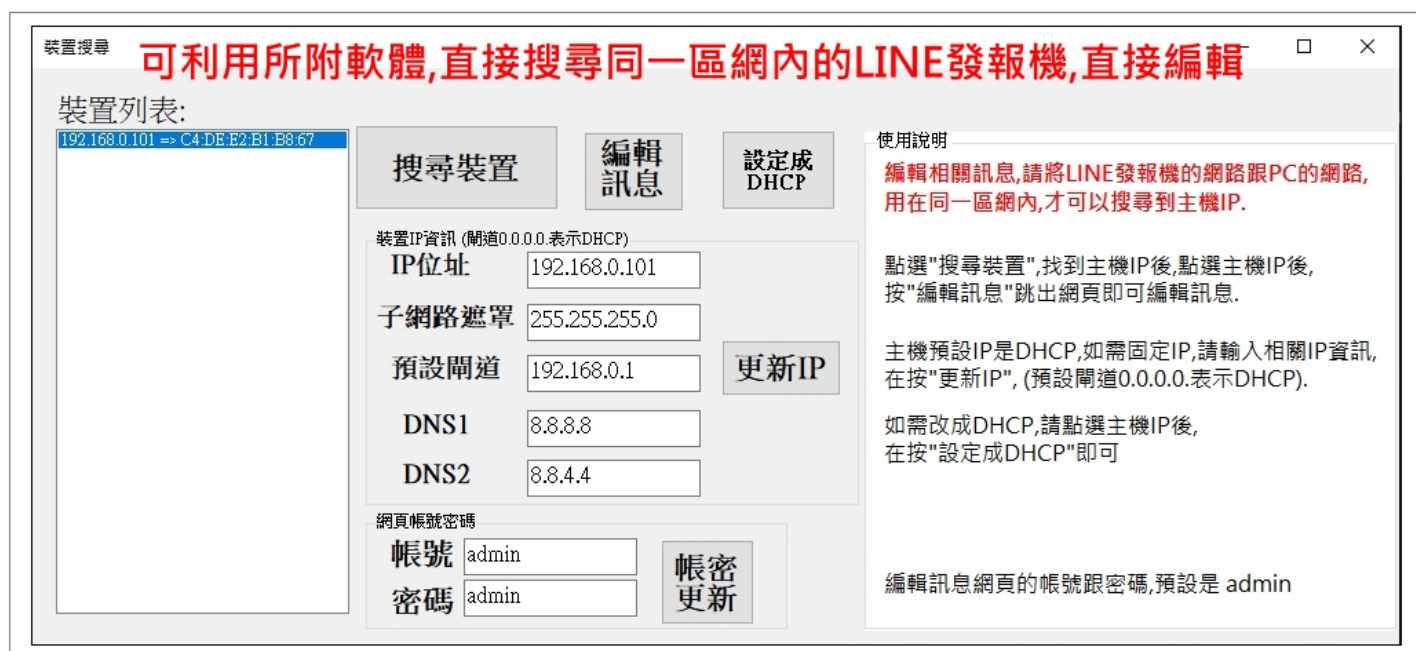 裝置搜尋
可利用所附軟體,直接搜尋同一區網內的LINE發報機,直接編輯
裝置列表:
192.168.0.101 => C4:DE:E2:B1:B8:67
搜尋裝置
編輯
訊息
設定成
DHCP
裝置IP資訊 (閘道0.0.0.0.表示DHCP)
IP位址
192.168.0.101
子網路遮罩
255.255.255.0
預設閘道
192.168.0.1
更新IP
DNS1
8.8.8.8
DNS2
8.8.4.4
網頁帳號密碼
帳號
admin
密碼
admin
帳密
更新
使用說明
編輯相關訊息,請將LINE發報機的網路跟PC的網路,
用在同一區網內,才可以搜尋到主機IP.
點選"搜尋裝置",找到主機IP後,點選主機IP後,
按"編輯訊息"跳出網頁即可編輯訊息.
主機預設IP是DHCP,如需固定IP,請輸入相關IP資訊,
在按"更新IP", (預設閘道0.0.0.0.表示DHCP).
如需改成DHCP,請點選主機IP後,
在按"設定成DHCP"即可
編輯訊息網頁的帳號跟密碼,預設是 admin